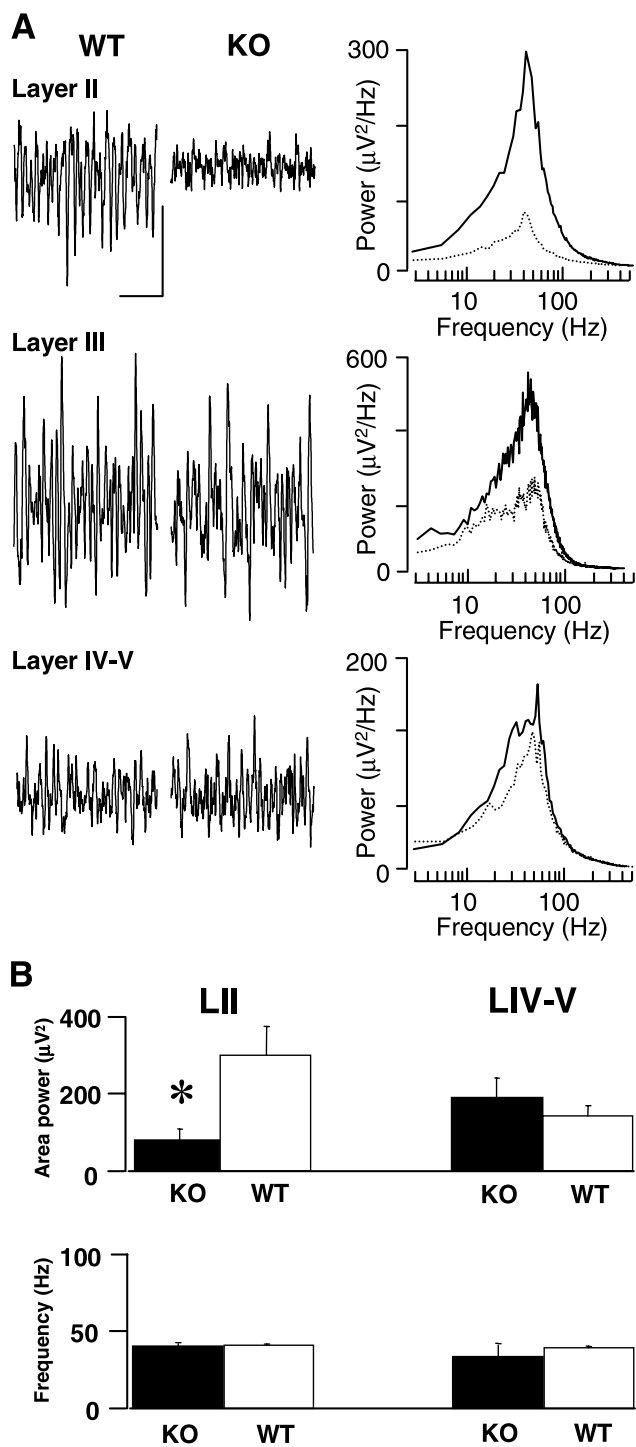 A
WT KO
Layer II
300
Power (μV²/Hz)
0
10 100
Frequency (Hz)
Layer III
600
Power (μV²/Hz)
0
10 100
Frequency (Hz)
Layer IV-V
200
Power (μV²/Hz)
0
10 100
Frequency (Hz)
B
LII LIV-V
400
200
0
Area power (μV²)
*
KO WT KO WT
100
50
0
Frequency (Hz)
KO WT KO WT